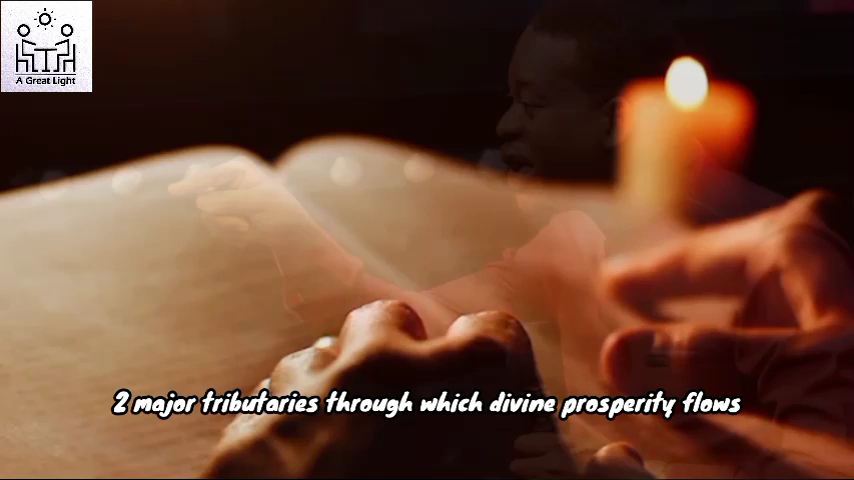 A Great Light
2 major tributaries through which divine prosperity flows